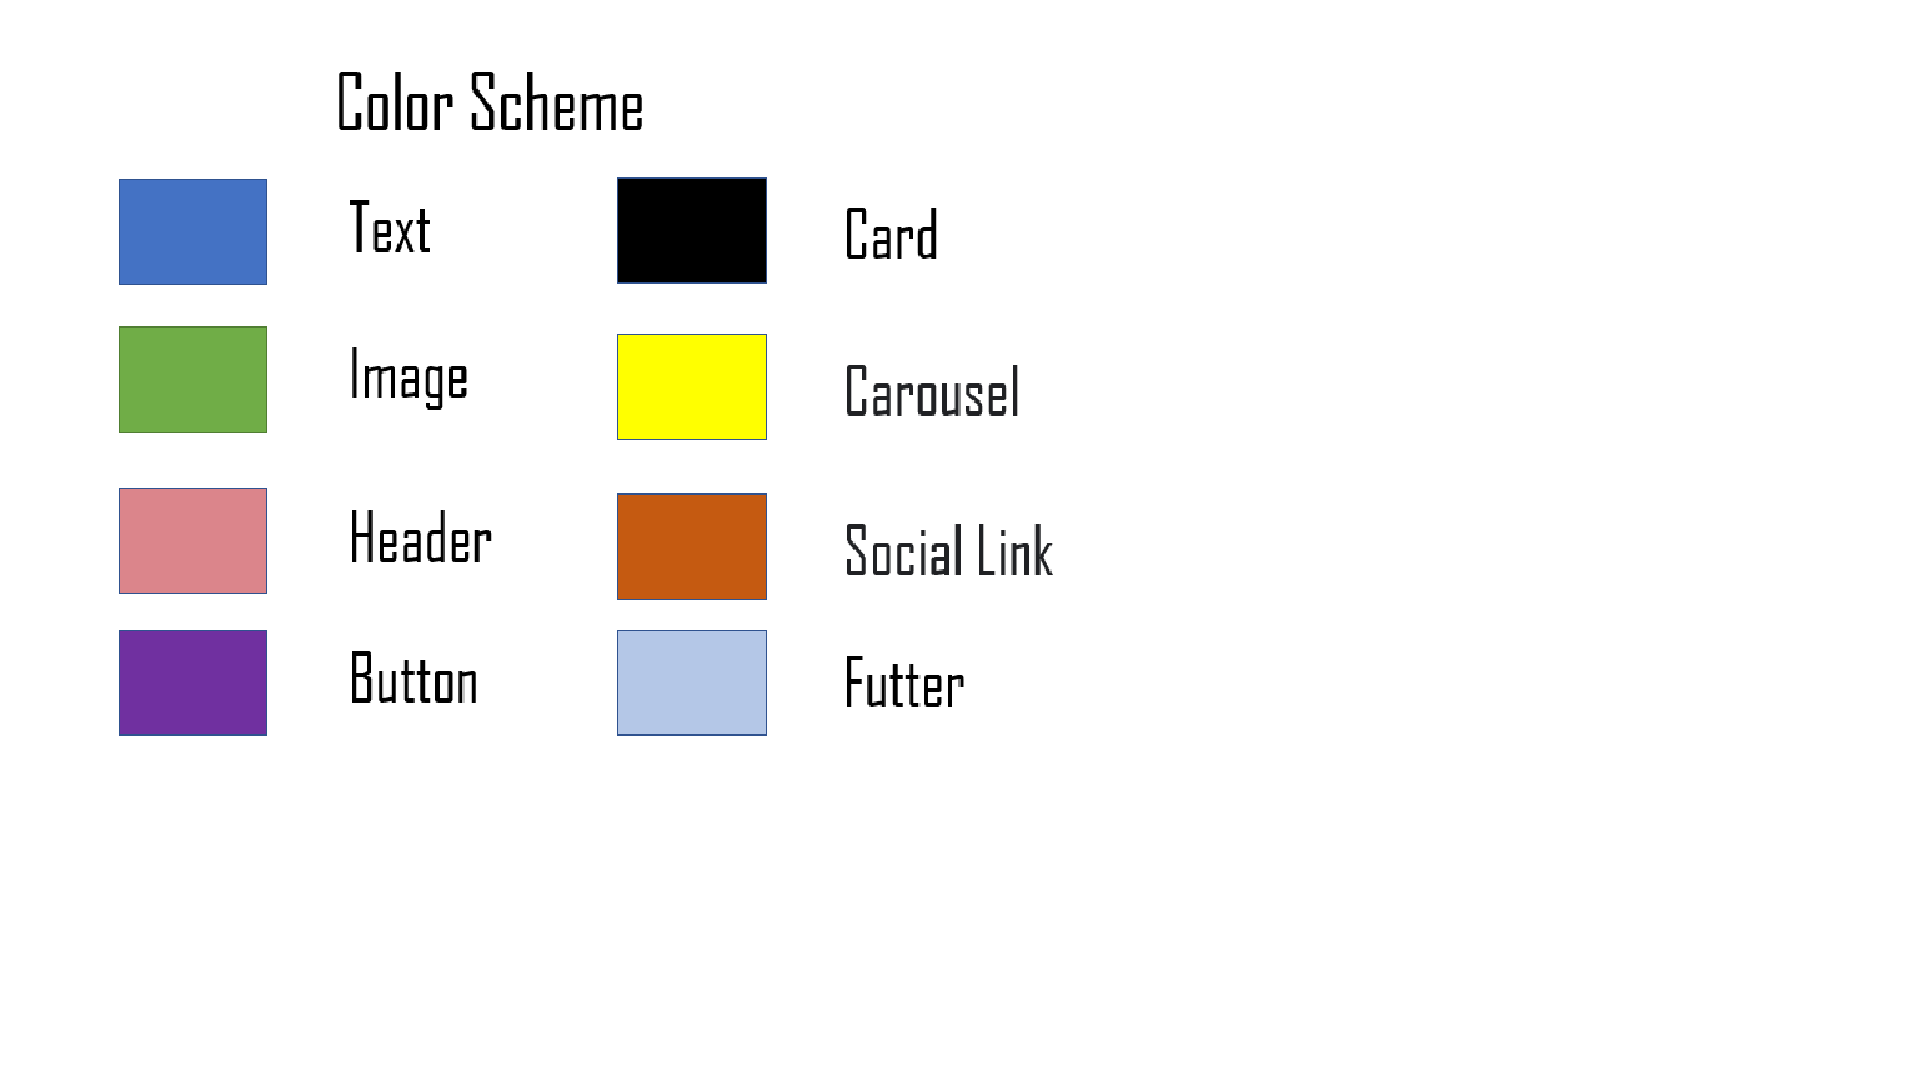 Color Scheme
Text
Card
Image
Carousel
Header
Social Link
Button
Futter